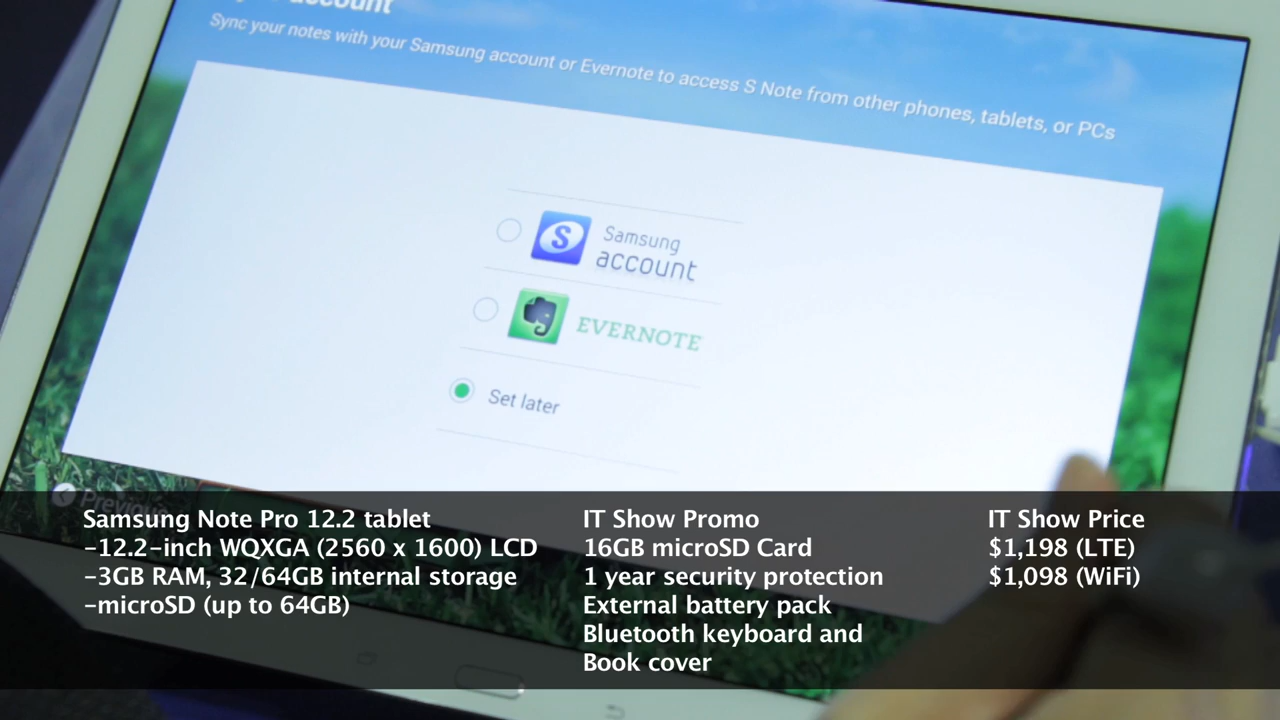 account
Sync your notes with your Samsung account or Evernote to access S Note from other phones, tablets, or PCs
S
Samsung
account
EVERNOTE
Set later
Previous
Samsung Note Pro 12.2 tablet
-12.2-inch WQXGA (2560 x 1600) LCD
-3GB RAM, 32/64GB internal storage
-microSD (up to 64GB)
IT Show Promo
16GB microSD Card
1 year security protection
External battery pack
Bluetooth keyboard and
Book cover
IT Show Price
$1,198 (LTE)
$1,098 (WiFi)